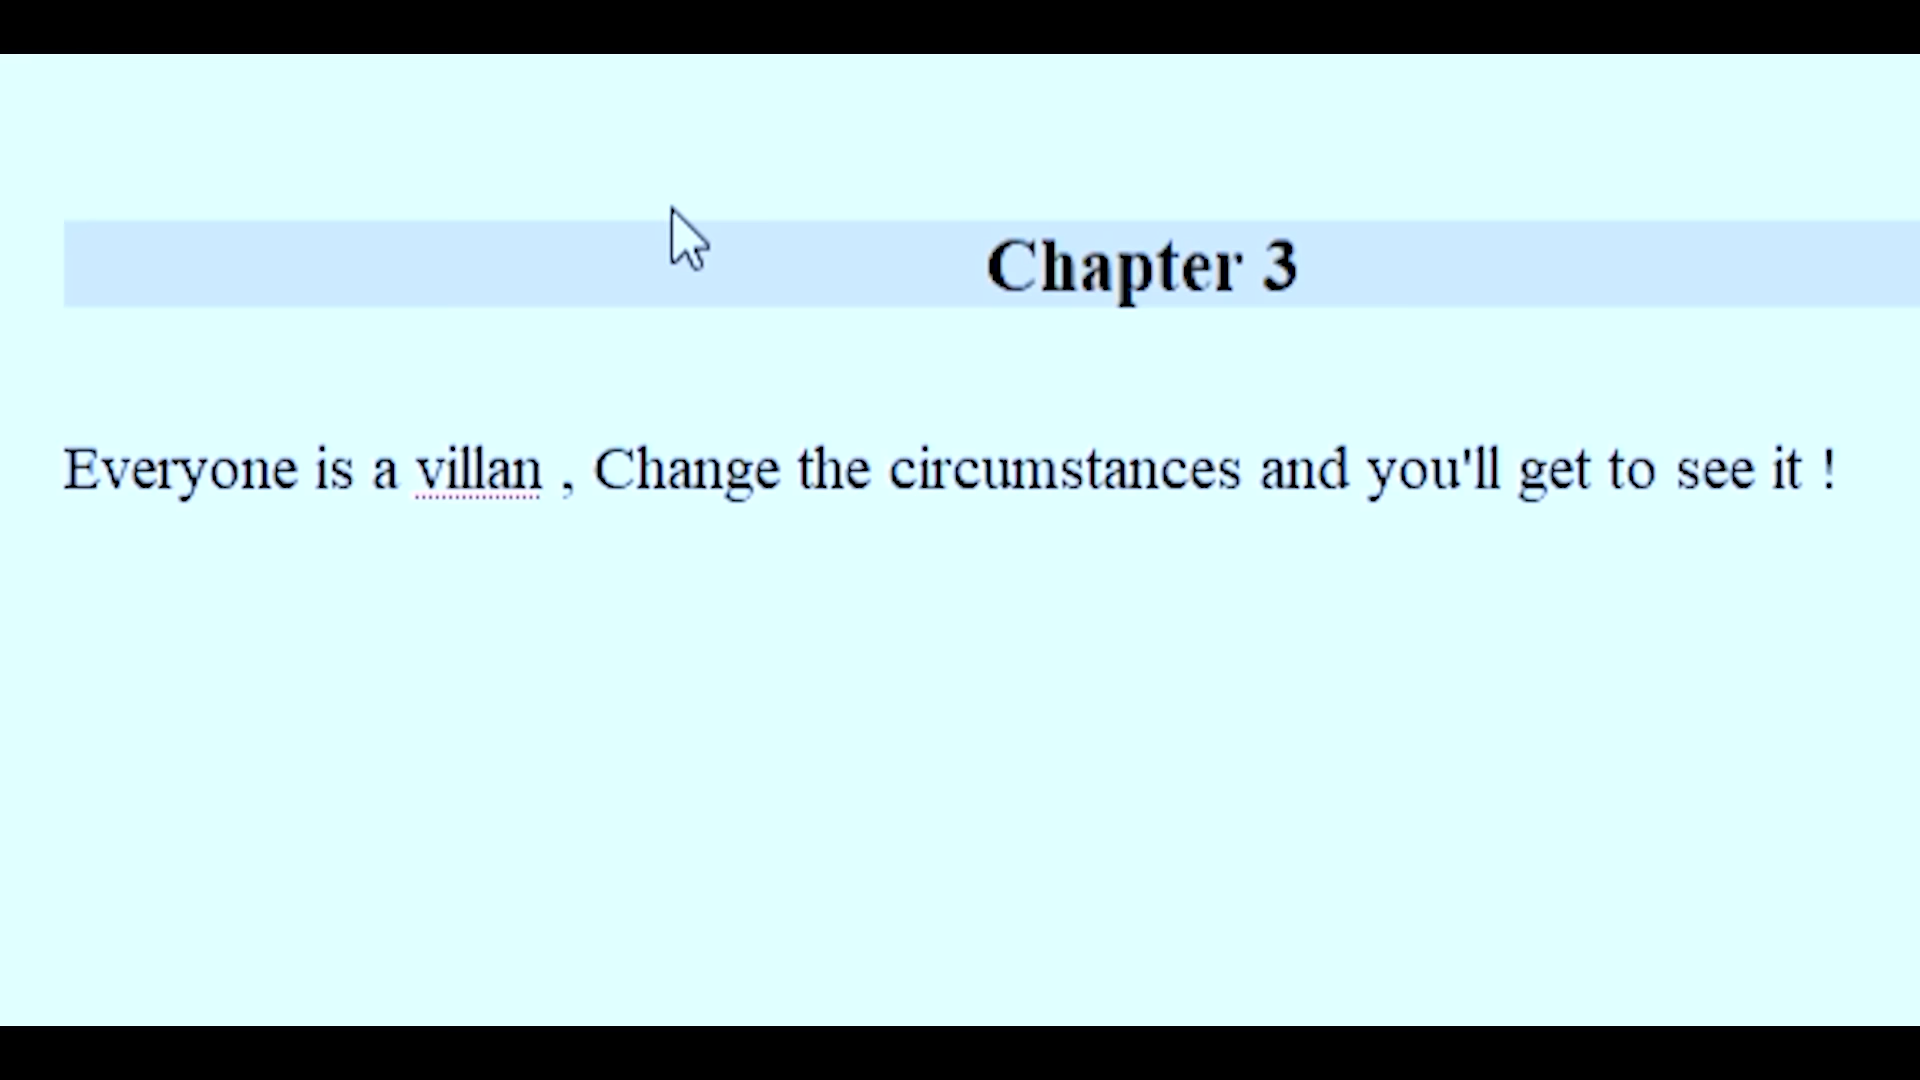 Chapter 3
Everyone is a villan , Change the circumstances and you'll get to see it !